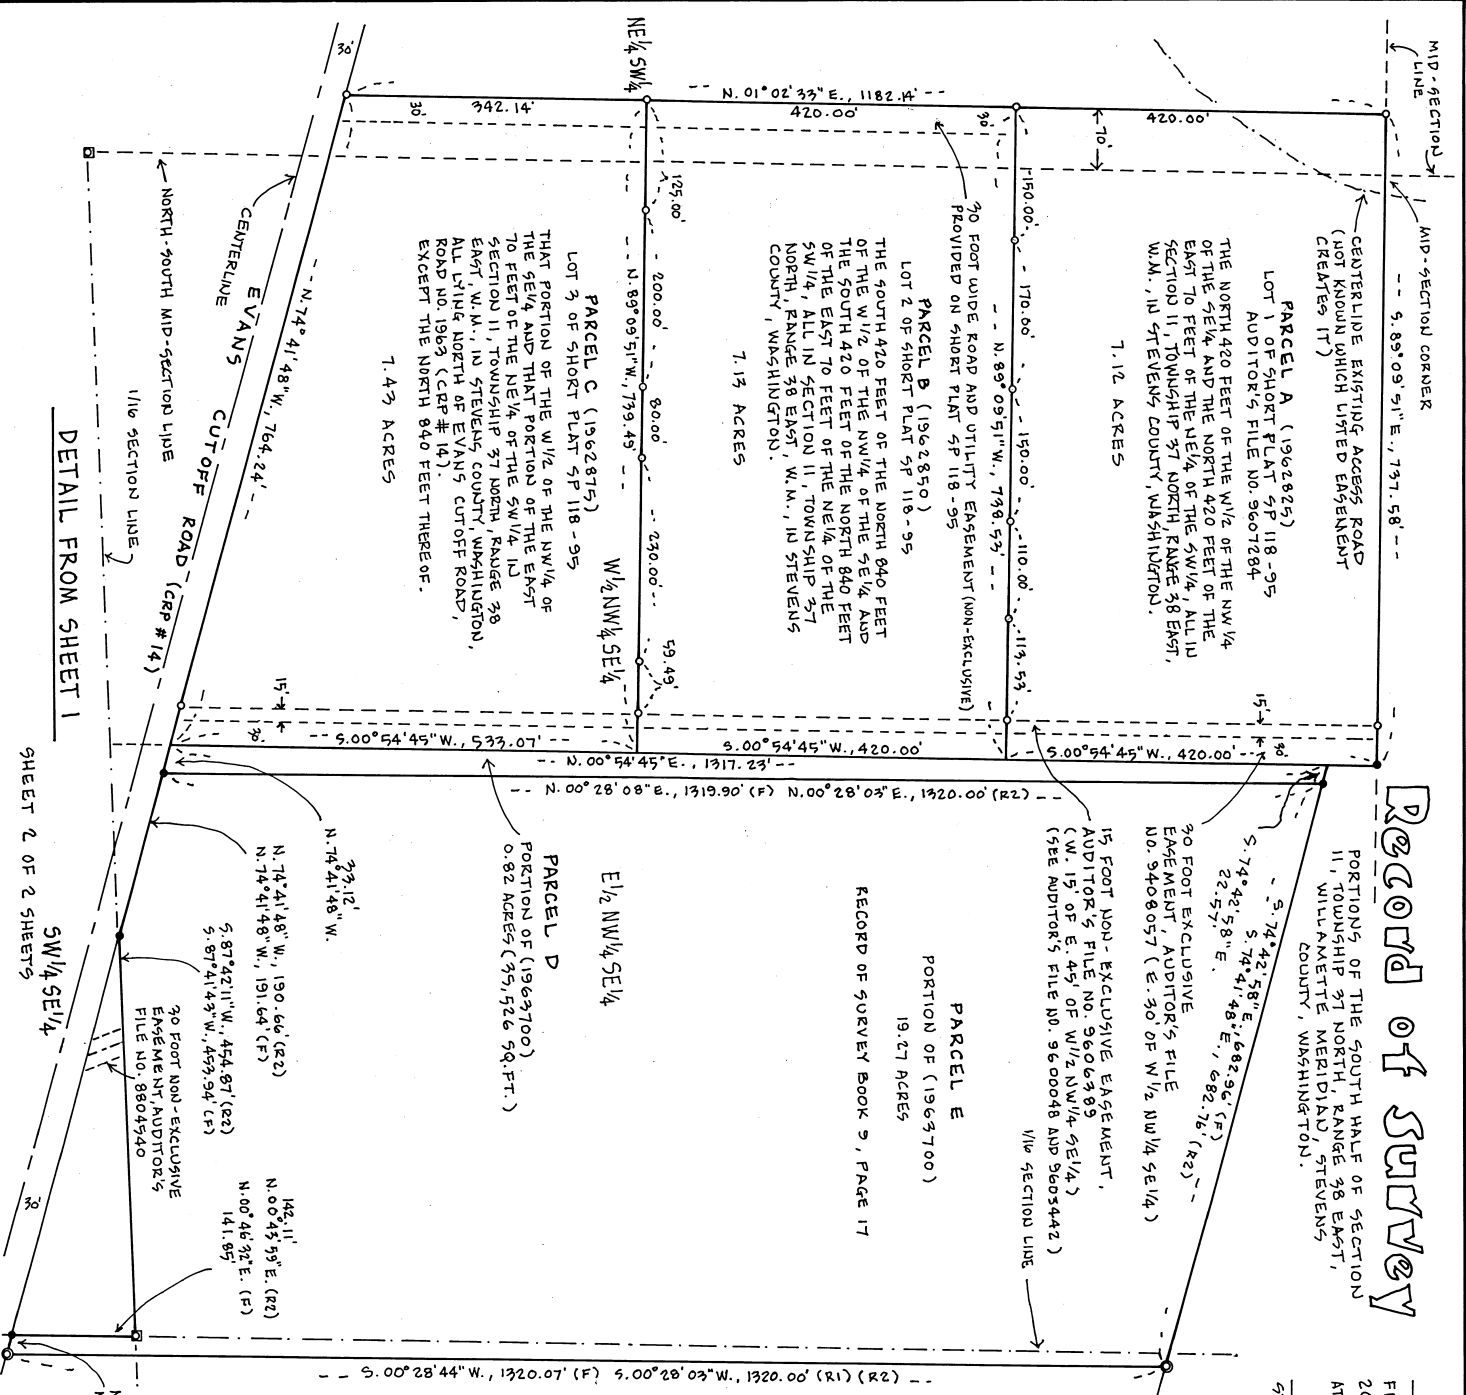 Record of Survey
PORTIONS OF THE SOUTH HALF OF SECTION
11, TOWNSHIP 37 NORTH, RANGE 38 EAST,
WILLAMETTE MERIDIAN, STEVENS
COUNTY, WASHINGTON.
MID-SECTION
LINE
MID-SECTION CORNER
-- S.89°09'51"E., 737.58' --
CENTERLINE EXISTING ACCESS ROAD
(NOT KNOWN WHICH LISTED EASEMENT
CREATES IT)
PARCEL A (1962825)
LOT 1 OF SHORT PLAT SP 118-95
AUDITOR'S FILE NO. 9607284
THE NORTH 420 FEET OF THE W1/2 OF THE NW 1/4
OF THE SE1/4 AND THE NORTH 420 FEET OF THE
EAST 70 FEET OF THE NE1/4 OF THE SW1/4, ALL IN
SECTION 11, TOWNSHIP 37 NORTH, RANGE 38 EAST,
W.M., IN STEVENS COUNTY, WASHINGTON.
7.12 ACRES
420.00'
70'
15'
30'
S.00°54'45"W., 420.00'
150.00'
170.00'
150.00'
110.00'
113.53'
-- N.89°09'51"W., 738.53' --
30 FOOT WIDE ROAD AND UTILITY EASEMENT (NON-EXCLUSIVE)
PROVIDED ON SHORT PLAT SP 118-95
PARCEL B (1962850)
LOT 2 OF SHORT PLAT SP 118-95
THE SOUTH 420 FEET OF THE NORTH 840 FEET
OF THE W 1/2 OF THE NW1/4 OF THE SE1/4 AND
THE SOUTH 420 FEET OF THE NORTH 840 FEET
OF THE EAST 70 FEET OF THE NE1/4 OF THE
SW1/4, ALL IN SECTION 11, TOWNSHIP 37
NORTH, RANGE 38 EAST, W.M., IN STEVENS
COUNTY, WASHINGTON.
7.13 ACRES
-- N.01°02'33"E., 1182.14' --
420.00'
30'
S.00°54'45"W., 420.00'
NE1/4 SW1/4
W1/2 NW1/4 SE1/4
125.00'
200.00'
80.00'
230.00'
59.49'
-- N.89°09'51"W., 739.49' --
PARCEL C (1962875)
LOT 3 OF SHORT PLAT SP 118-95
THAT PORTION OF THE W1/2 OF THE NW1/4 OF
THE SE1/4 AND THAT PORTION OF THE EAST
70 FEET OF THE NE1/4 OF THE SW1/4 IN
SECTION 11, TOWNSHIP 37 NORTH, RANGE 38
EAST, W.M., IN STEVENS COUNTY, WASHINGTON,
ALL LYING NORTH OF EVANS CUTOFF ROAD,
ROAD NO. 1963 (CRP # 14).
EXCEPT THE NORTH 840 FEET THEREOF.
7.43 ACRES
342.14'
30'
15'
30'
-- S.00°54'45"W., 533.07' --
-- N.74°41'48"W., 764.24' --
30'
EVANS CUTOFF ROAD (CRP #14)
CENTERLINE
NORTH-SOUTH MID-SECTION LINE
1/16 SECTION LINE
DETAIL FROM SHEET 1
-- N.00°54'45"E., 1317.23' --
-- N.00°28'08"E., 1319.90' (F) N.00°28'03"E., 1320.00' (R2) --
- S.74°42'58"E., 682.96' (F)
S.74°41'48"E., 682.76' (R2) --
S.74°42'58"E.
22.57'
30 FOOT EXCLUSIVE
EASEMENT, AUDITOR'S FILE
NO. 9408057 (E. 30' OF W1/2 NW1/4 SE1/4)
15 FOOT NON-EXCLUSIVE EASEMENT,
AUDITOR'S FILE NO. 9606389
(W. 15' OF E. 45' OF W1/2 NW1/4 SE1/4)
(SEE AUDITOR'S FILE NO. 9600048 AND 9603442)
1/16 SECTION LINE
PARCEL E
PORTION OF (1963700)
19.27 ACRES
RECORD OF SURVEY BOOK 9, PAGE 17
E1/2 NW1/4 SE1/4
PARCEL D
PORTION OF (1963700)
0.82 ACRES (35,526 SQ.FT.)
33.12'
N.74°41'48"W.
N.74°41'48"W., 190.66' (R2)
N.74°41'48"W., 191.64' (F)
S.87°42'11"W., 454.87' (R2)
S.87°41'43"W., 453.94' (F)
30 FOOT NON-EXCLUSIVE
EASEMENT, AUDITOR'S
FILE NO. 8804540
142.11'
N.00°43'59"E. (R2)
N.00°46'32"E. (F)
141.85'
30'
SW1/4 SE1/4
SHEET 2 OF 2 SHEETS
-- S.00°28'44"W., 1320.07' (F) S.00°28'03"W., 1320.00' (R1) (R2) --